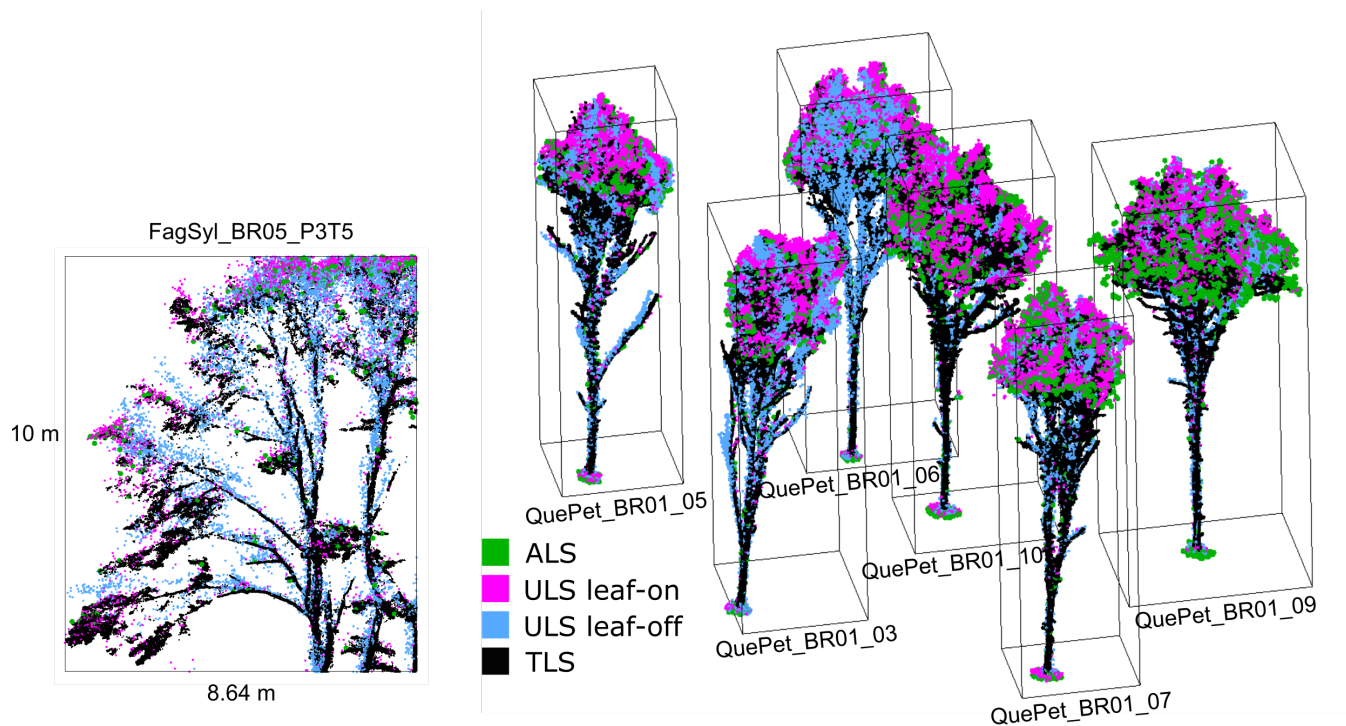 FagSyl_BR05_P3T5
10 m
8.64 m
QuePet_BR01_05
QuePet_BR01_06
QuePet_BR01_10
QuePet_BR01_09
QuePet_BR01_03
QuePet_BR01_07
ALS
ULS leaf-on
ULS leaf-off
TLS